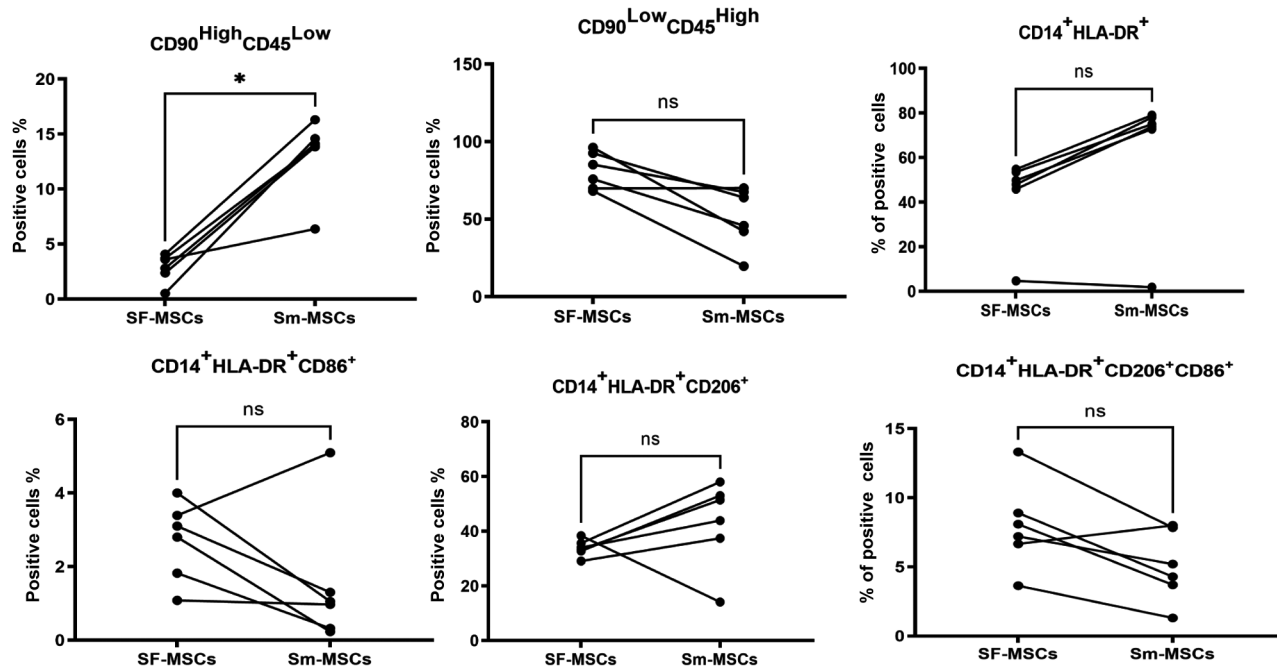 CD90HighCD45Low
*
Positive cells %
20
15
10
5
0
SF-MSCs Sm-MSCs
CD90LowCD45High
ns
Positive cells %
150
100
50
0
SF-MSCs Sm-MSCs
CD14+HLA-DR+
ns
% of positive cells
100
80
60
40
20
0
SF-MSCs Sm-MSCs
CD14+HLA-DR+CD86+
ns
Positive cells %
6
4
2
0
SF-MSCs Sm-MSCs
CD14+HLA-DR+CD206+
ns
Positive cells %
80
60
40
20
0
SF-MSCs Sm-MSCs
CD14+HLA-DR+CD206+CD86+
ns
% of positive cells
15
10
5
0
SF-MSCs Sm-MSCs